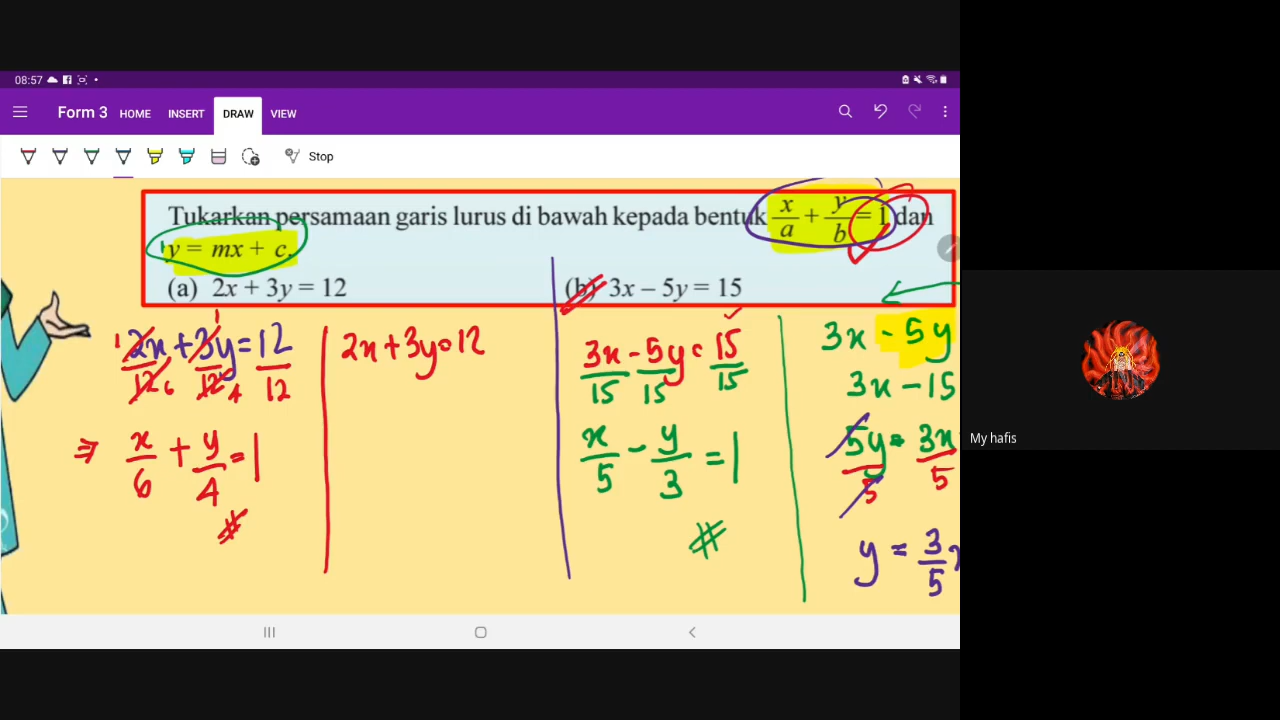 08:57
Form 3 HOME INSERT DRAW VIEW
Stop
Tukarkan persamaan garis lurus di bawah kepada bentuk x/a + y/b = 1 dan
y = mx + c.
(a) 2x + 3y = 12 (b) 3x – 5y = 15
2x/12 + 3y/12 = 12/12
1 6 1 4
⇒ x/6 + y/4 = 1
#
2x + 3y = 12
3x/15 - 5y/15 = 15/15
x/5 - y/3 = 1
#
3x - 5y
3x - 15
5y/5 = 3x/5
y = 3/5
My hafis